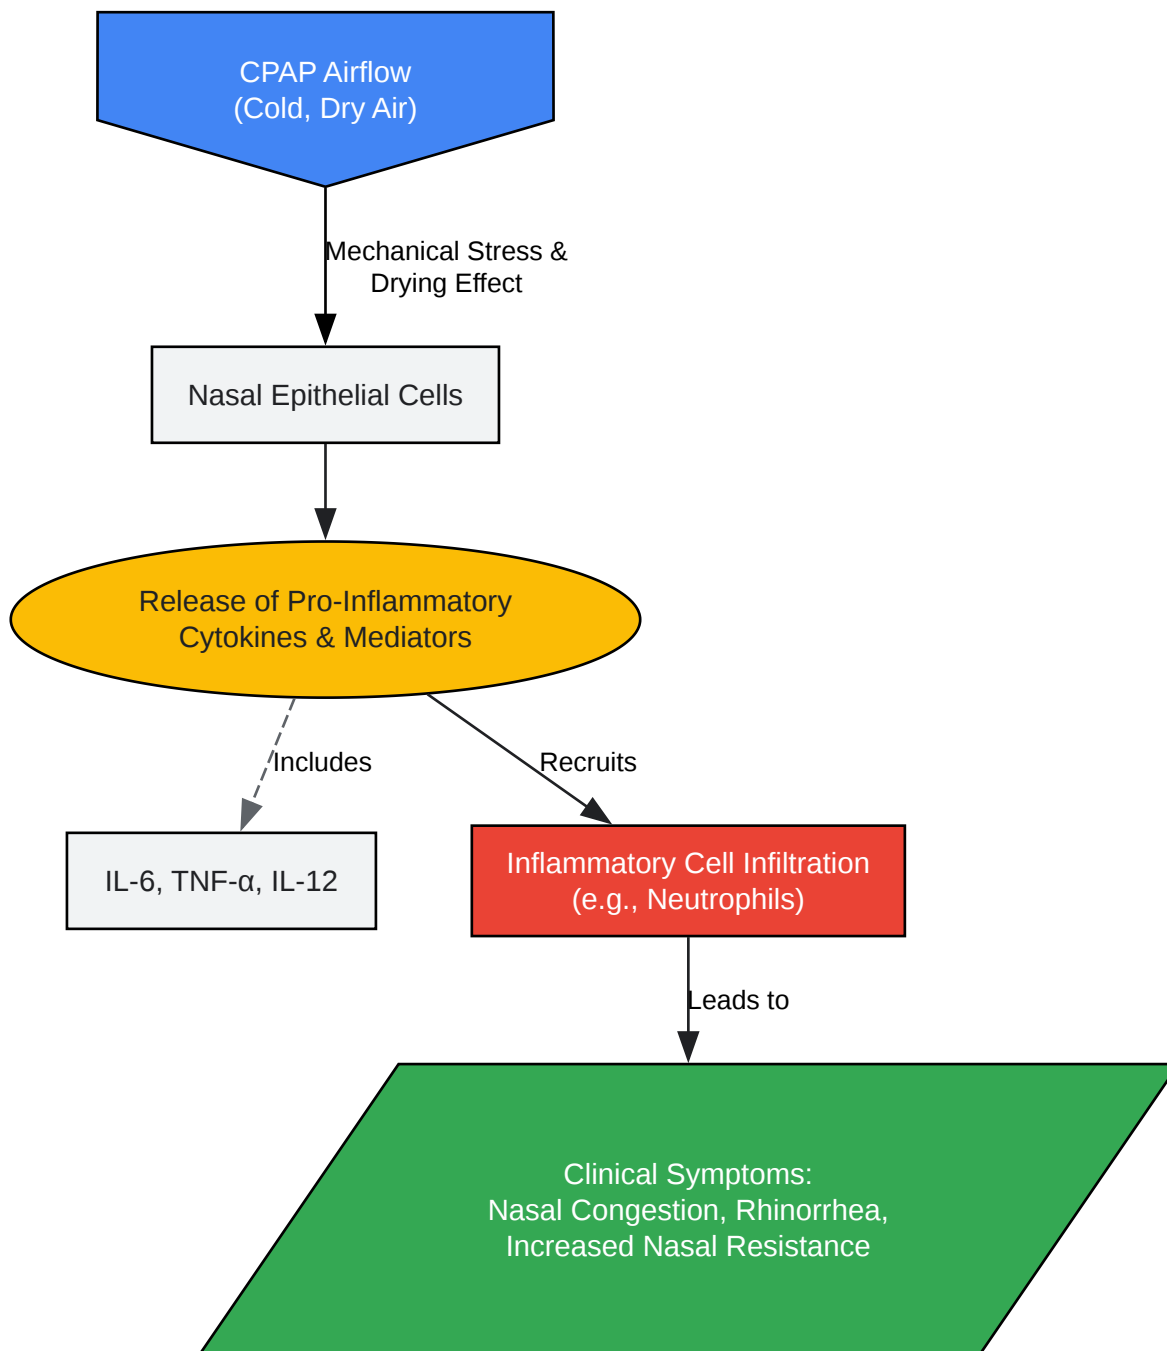 CPAP Airflow
(Cold, Dry Air)
Mechanical Stress &
Drying Effect
Nasal Epithelial Cells
Release of Pro-Inflammatory
Cytokines & Mediators
Includes
Recruits
IL-6, TNF-α, IL-12
Inflammatory Cell Infiltration
(e.g., Neutrophils)
Leads to
Clinical Symptoms:
Nasal Congestion, Rhinorrhea,
Increased Nasal Resistance